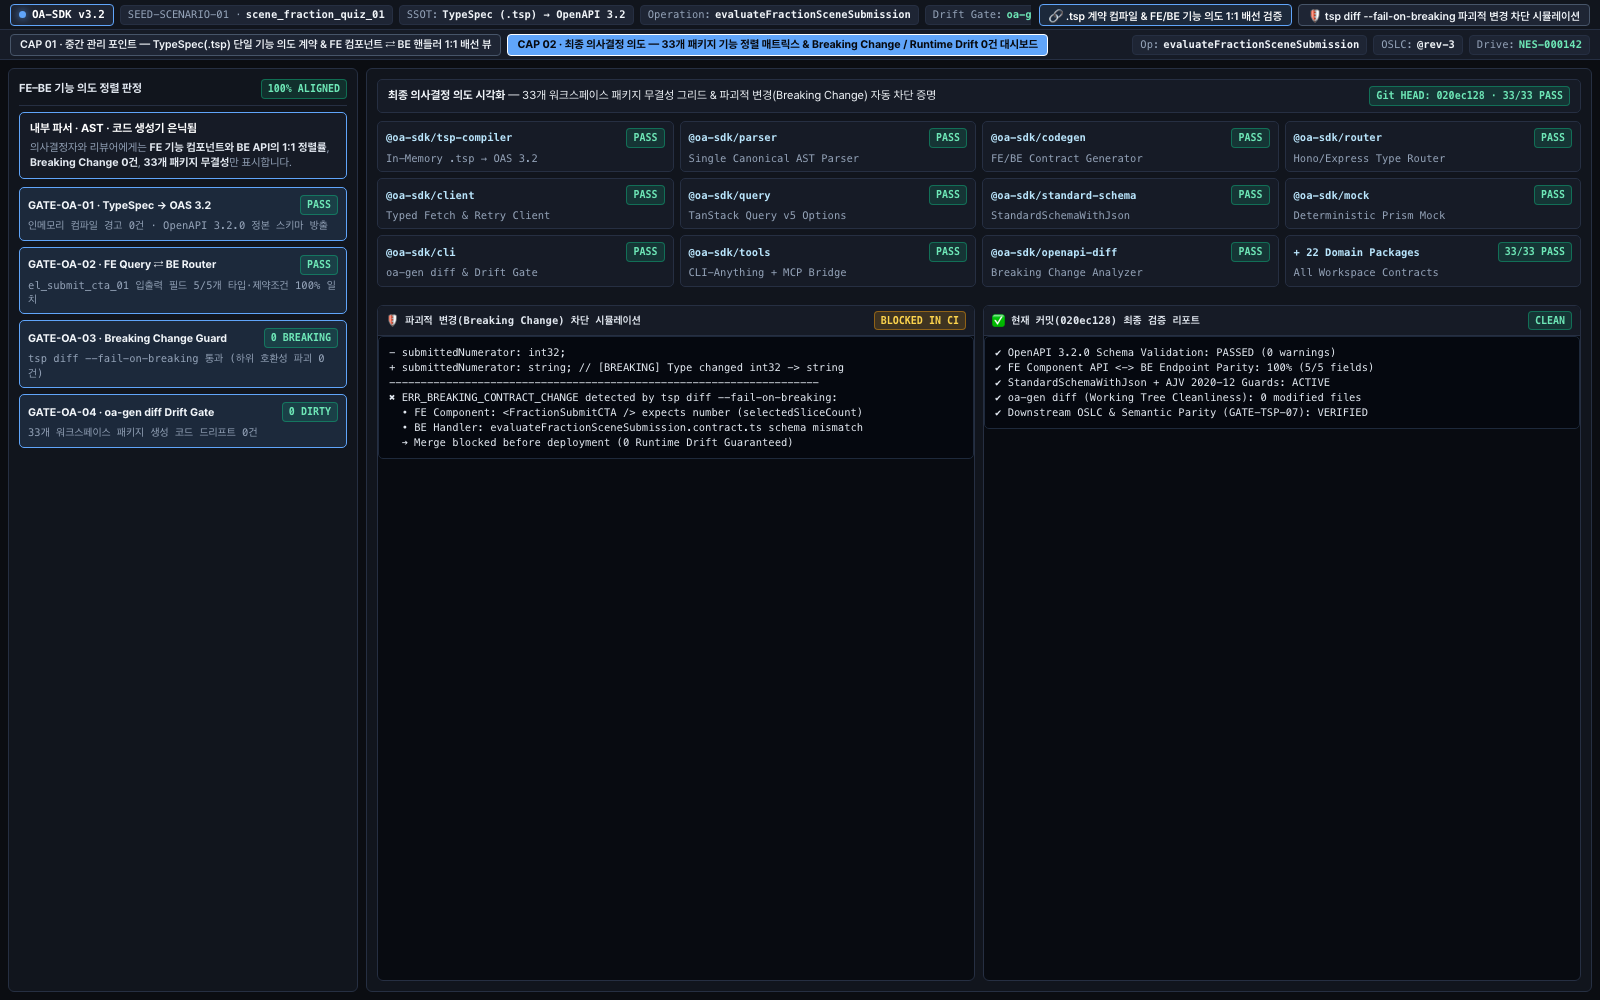 OA-SDK v3.2
SEED-SCENARIO-01 · scene_fraction_quiz_01
SSOT: TypeSpec (.tsp) → OpenAPI 3.2
Operation: evaluateFractionSceneSubmission
Drift Gate: oa-g
🔗 .tsp 계약 컴파일 & FE/BE 기능 의도 1:1 배선 검증
🛡️ tsp diff --fail-on-breaking 파괴적 변경 차단 시뮬레이션
CAP 01 · 중간 관리 포인트 — TypeSpec(.tsp) 단일 기능 의도 계약 & FE 컴포넌트 ⇄ BE 핸들러 1:1 배선 뷰
CAP 02 · 최종 의사결정 의도 — 33개 패키지 기능 정렬 매트릭스 & Breaking Change / Runtime Drift 0건 대시보드
Op: evaluateFractionSceneSubmission
OSLC: @rev-3
Drive: NES-000142
FE–BE 기능 의도 정렬 판정
100% ALIGNED
내부 파서 · AST · 코드 생성기 은닉됨
의사결정자와 리뷰어에게는 FE 기능 컴포넌트와 BE API의 1:1 정렬률,
Breaking Change 0건, 33개 패키지 무결성만 표시합니다.
GATE-OA-01 · TypeSpec → OAS 3.2
PASS
인메모리 컴파일 경고 0건 · OpenAPI 3.2.0 정본 스키마 방출
GATE-OA-02 · FE Query ⇄ BE Router
PASS
el_submit_cta_01 입출력 필드 5/5개 타입·제약조건 100% 일
치
GATE-OA-03 · Breaking Change Guard
0 BREAKING
tsp diff --fail-on-breaking 통과 (하위 호환성 파괴 0
건)
GATE-OA-04 · oa-gen diff Drift Gate
0 DIRTY
33개 워크스페이스 패키지 생성 코드 드리프트 0건
최종 의사결정 의도 시각화 — 33개 워크스페이스 패키지 무결성 그리드 & 파괴적 변경(Breaking Change) 자동 차단 증명
Git HEAD: 020ec128 · 33/33 PASS
@oa-sdk/tsp-compiler
PASS
In-Memory .tsp → OAS 3.2
@oa-sdk/parser
PASS
Single Canonical AST Parser
@oa-sdk/codegen
PASS
FE/BE Contract Generator
@oa-sdk/router
PASS
Hono/Express Type Router
@oa-sdk/client
PASS
Typed Fetch & Retry Client
@oa-sdk/query
PASS
TanStack Query v5 Options
@oa-sdk/standard-schema
PASS
StandardSchemaWithJson
@oa-sdk/mock
PASS
Deterministic Prism Mock
@oa-sdk/cli
PASS
oa-gen diff & Drift Gate
@oa-sdk/tools
PASS
CLI-Anything + MCP Bridge
@oa-sdk/openapi-diff
PASS
Breaking Change Analyzer
+ 22 Domain Packages
33/33 PASS
All Workspace Contracts
🛡️ 파괴적 변경(Breaking Change) 차단 시뮬레이션
BLOCKED IN CI
- submittedNumerator: int32;
+ submittedNumerator: string; // [BREAKING] Type changed int32 -> string
--------------------------------------------------------------------
✖ ERR_BREAKING_CONTRACT_CHANGE detected by tsp diff --fail-on-breaking:
• FE Component: <FractionSubmitCTA /> expects number (selectedSliceCount)
• BE Handler: evaluateFractionSceneSubmission.contract.ts schema mismatch
→ Merge blocked before deployment (0 Runtime Drift Guaranteed)
✅ 현재 커밋(020ec128) 최종 검증 리포트
CLEAN
✔ OpenAPI 3.2.0 Schema Validation: PASSED (0 warnings)
✔ FE Component API <-> BE Endpoint Parity: 100% (5/5 fields)
✔ StandardSchemaWithJson + AJV 2020-12 Guards: ACTIVE
✔ oa-gen diff (Working Tree Cleanliness): 0 modified files
✔ Downstream OSLC & Semantic Parity (GATE-TSP-07): VERIFIED